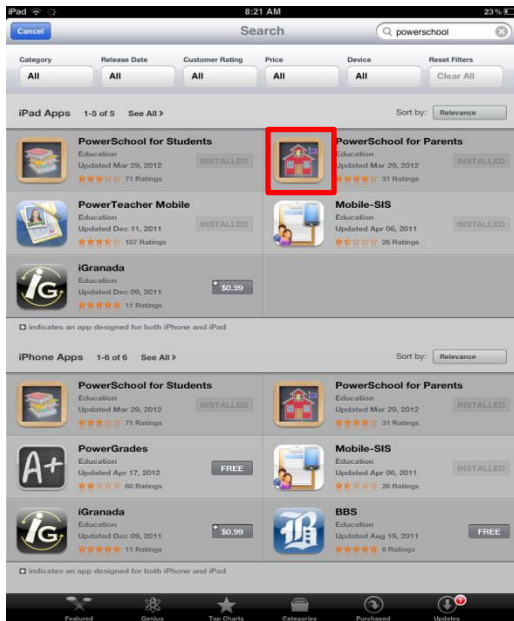 iPad 8:21 AM 23%
Cancel Search powerschool
Category Release Date Customer Rating Price Device Reset Filters
All All All All All Clear All
iPad Apps 1-5 of 5 See All > Sort by: Relevance
PowerSchool for Students
Education
Updated Mar 29, 2012
71 Ratings
INSTALLED
PowerSchool for Parents
Education
Updated Mar 29, 2012
31 Ratings
INSTALLED
PowerTeacher Mobile
Education
Updated Dec 11, 2011
107 Ratings
INSTALLED
Mobile-SIS
Education
Updated Apr 06, 2011
26 Ratings
INSTALLED
iG
iGranada
Education
Updated Dec 09, 2011
11 Ratings
+ $0.99
+ indicates an app designed for both iPhone and iPad
iPhone Apps 1-6 of 6 See All > Sort by: Relevance
PowerSchool for Students
Education
Updated Mar 29, 2012
71 Ratings
INSTALLED
PowerSchool for Parents
Education
Updated Mar 29, 2012
31 Ratings
INSTALLED
A+
PowerGrades
Education
Updated Apr 17, 2012
60 Ratings
FREE
Mobile-SIS
Education
Updated Apr 06, 2011
26 Ratings
INSTALLED
iG
iGranada
Education
Updated Dec 09, 2011
11 Ratings
+ $0.99
B
BBS
Education
Updated Aug 19, 2011
6 Ratings
FREE
+ indicates an app designed for both iPhone and iPad
Featured Genius Top Charts Categories Purchased Updates